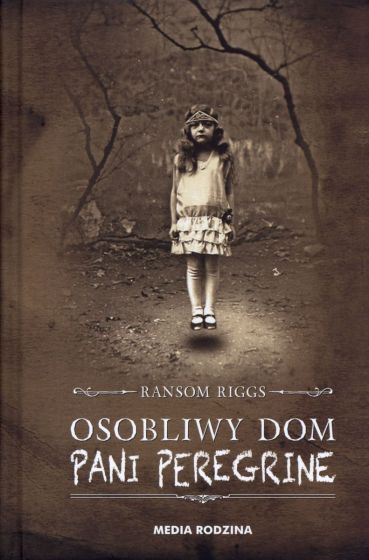 RANSOM RIGGS
OSOBLIWY DOM
PANI PEREGRINE
MEDIA RODZINA